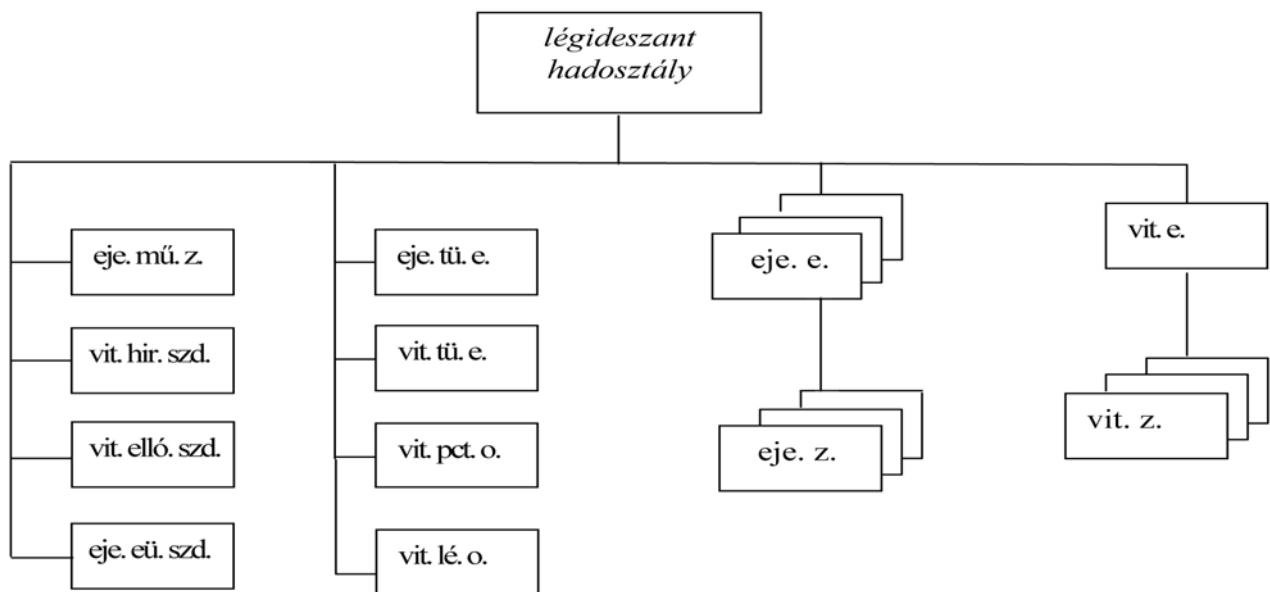 légideszant
hadosztály
eje. mű. z.
vit. hir. szd.
vit. elló. szd.
eje. eü. szd.
eje. tü. e.
vit. tü. e.
vit. pct. o.
vit. lé. o.
eje. e.
eje. z.
vit. e.
vit. z.